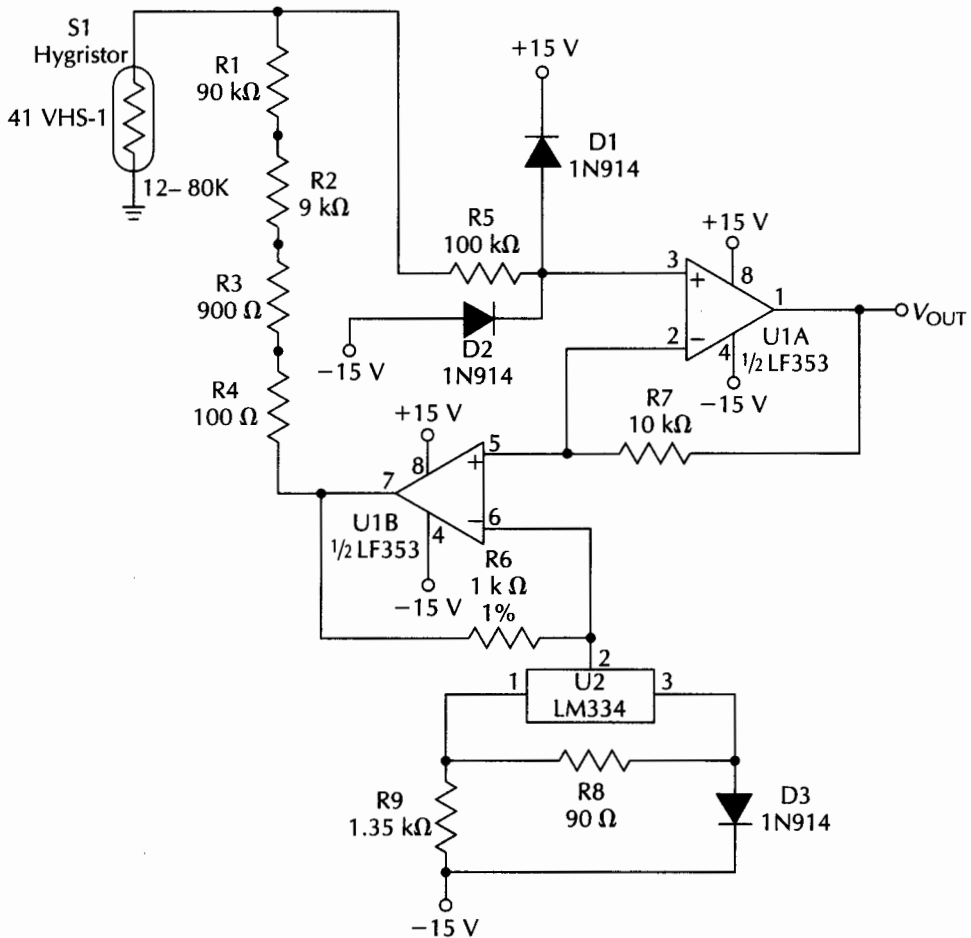 S1
Hygristor
41 VHS-1
12– 80K
R1
90 kΩ
R2
9 kΩ
R3
900 Ω
R4
100 Ω
+15 V
D1
1N914
R5
100 kΩ
−15 V
D2
1N914
3
+
2
−
+15 V
8
1
VOUT
U1A
4
1/2 LF353
−15 V
R7
10 kΩ
+15 V
8
7
5
+
6
−
U1B
4
1/2 LF353
−15 V
R6
1 k Ω
1%
1
2
3
U2
LM334
R8
90 Ω
R9
1.35 kΩ
D3
1N914
−15 V